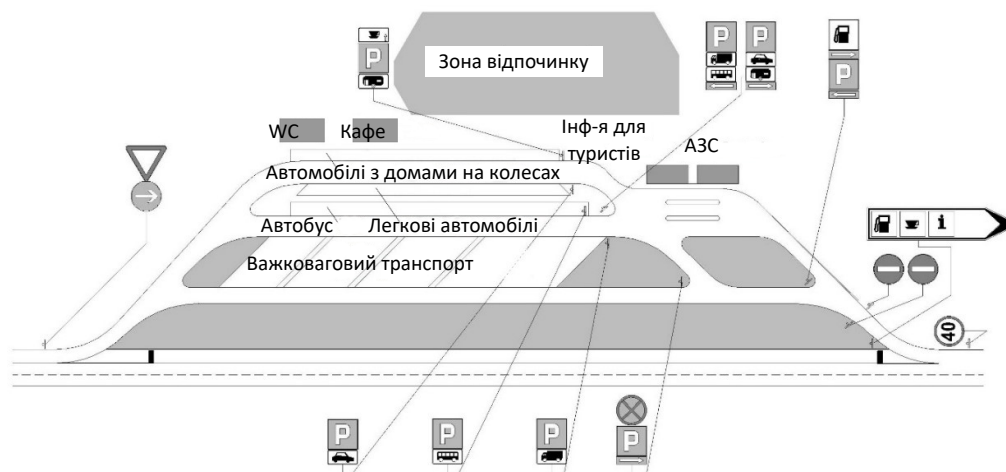 P
P
P
P
Зона відпочинку
WC
Кафе
Інф-я для
туристів
АЗС
Автомобілі з домами на колесах
Автобус
Легкові автомобілі
Важковаговий транспорт
i
40
P
P
P
P